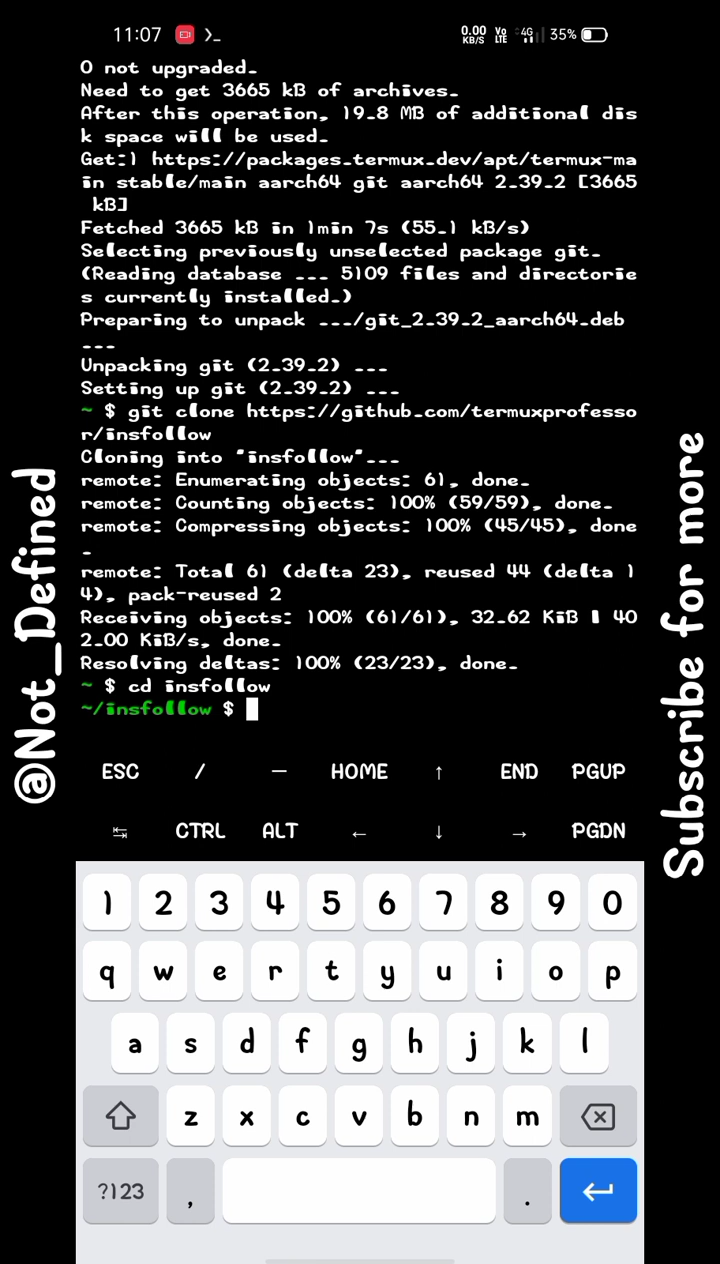 11:07
0.00 KB/S Vo LTE 4G 35%
0 not upgraded.
Need to get 3665 kB of archives.
After this operation, 19.8 MB of additional dis
k space will be used.
Get:1 https://packages.termux.dev/apt/termux-ma
in stable/main aarch64 git aarch64 2.39.2 [3665
 kB]
Fetched 3665 kB in 1min 7s (55.1 kB/s)
Selecting previously unselected package git.
(Reading database ... 5109 files and directorie
s currently installed.)
Preparing to unpack .../git_2.39.2_aarch64.deb
...
Unpacking git (2.39.2) ...
Setting up git (2.39.2) ...
~ $ git clone https://github.com/termuxprofesso
r/insfollow
Cloning into 'insfollow'...
remote: Enumerating objects: 61, done.
remote: Counting objects: 100% (59/59), done.
remote: Compressing objects: 100% (45/45), done
.
remote: Total 61 (delta 23), reused 44 (delta 1
4), pack-reused 2
Receiving objects: 100% (61/61), 32.62 KiB | 40
2.00 KiB/s, done.
Resolving deltas: 100% (23/23), done.
~ $ cd insfollow
~/insfollow $
@Not_Defined
Subscribe for more
ESC / — HOME ↑ END PGUP
↹ CTRL ALT ← ↓ → PGDN
1 2 3 4 5 6 7 8 9 0
q w e r t y u i o p
a s d f g h j k l
z x c v b n m
?123 , .